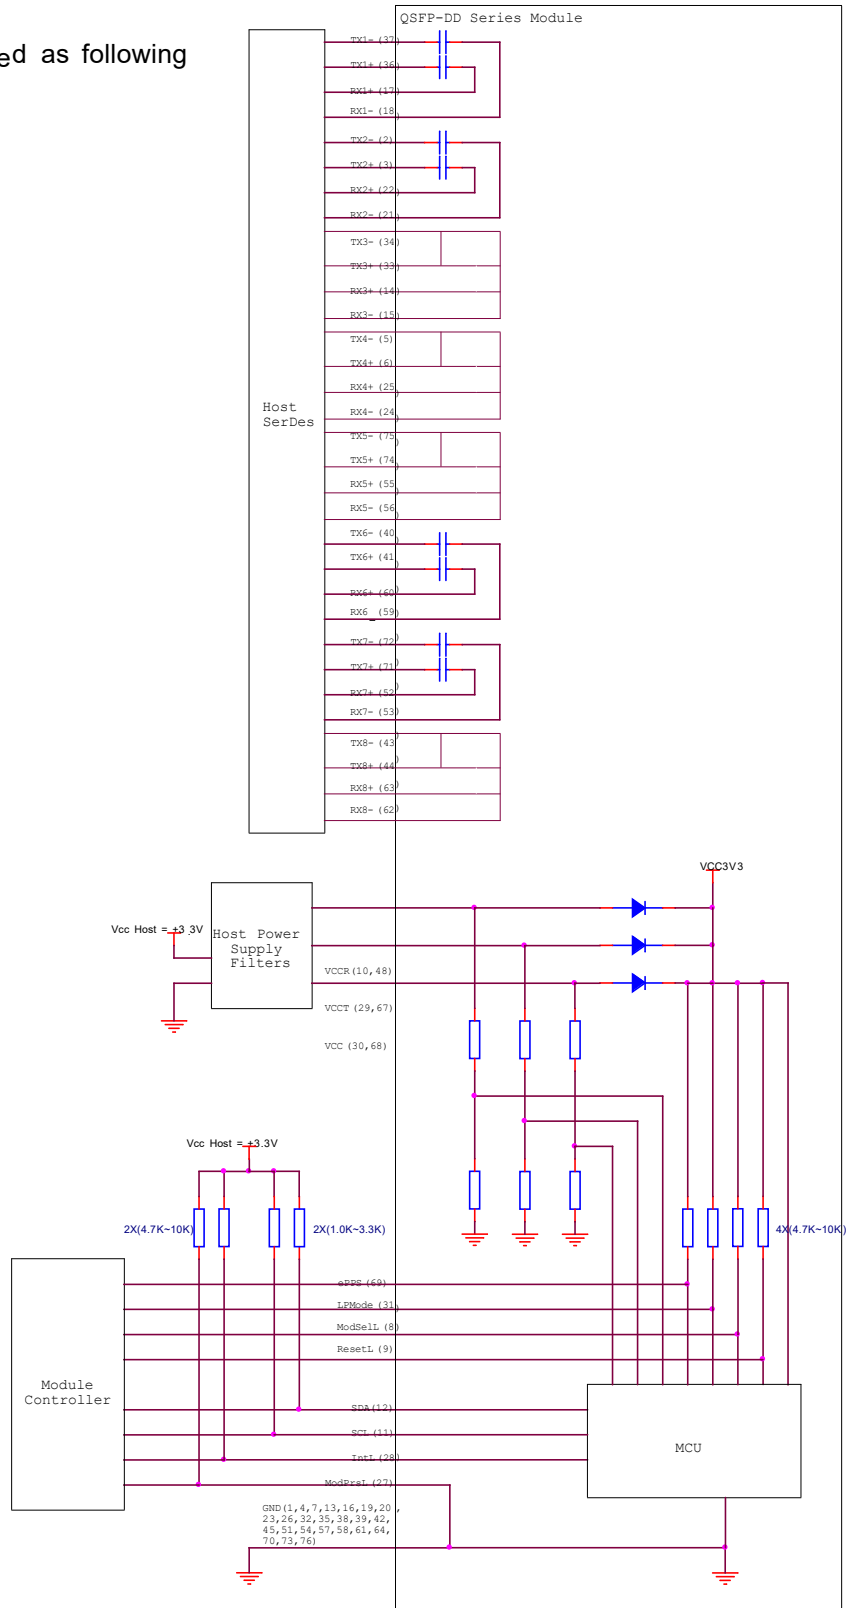 QSFP-DD Series Module
ed as following
TX1- (37)
TX1+ (36)
RX1+ (17)
RX1- (18)
TX2- (2)
TX2+ (3)
RX2+ (22)
RX2- (21)
TX3- (34)
TX3+ (33)
RX3+ (14)
RX3- (15)
TX4- (5)
TX4+ (6)
RX4+ (25)
RX4- (24)
Host
SerDes
TX5- (75)
TX5+ (74)
RX5+ (55)
RX5- (56)
TX6- (40)
TX6+ (41)
RX6+ (60)
RX6_ (59)
TX7- (72)
TX7+ (71)
RX7+ (52)
RX7- (53)
TX8- (43)
TX8+ (44)
RX8+ (63)
RX8- (62)
VCC3V3
Vcc Host = +3.3V
Host Power
Supply
Filters
VCCR (10,48)
VCCT (29,67)
VCC (30,68)
Vcc Host = +3.3V
2X(4.7K~10K)
2X(1.0K~3.3K)
4X(4.7K~10K)
ePPS (69)
LPMode (31)
ModSelL (8)
ResetL (9)
Module
Controller
SDA(12)
SCL (11)
IntL (28)
ModPrsL (27)
MCU
GND(1,4,7,13,16,19,20,
23,26,32,35,38,39,42,
45,51,54,57,58,61,64,
70,73,76)